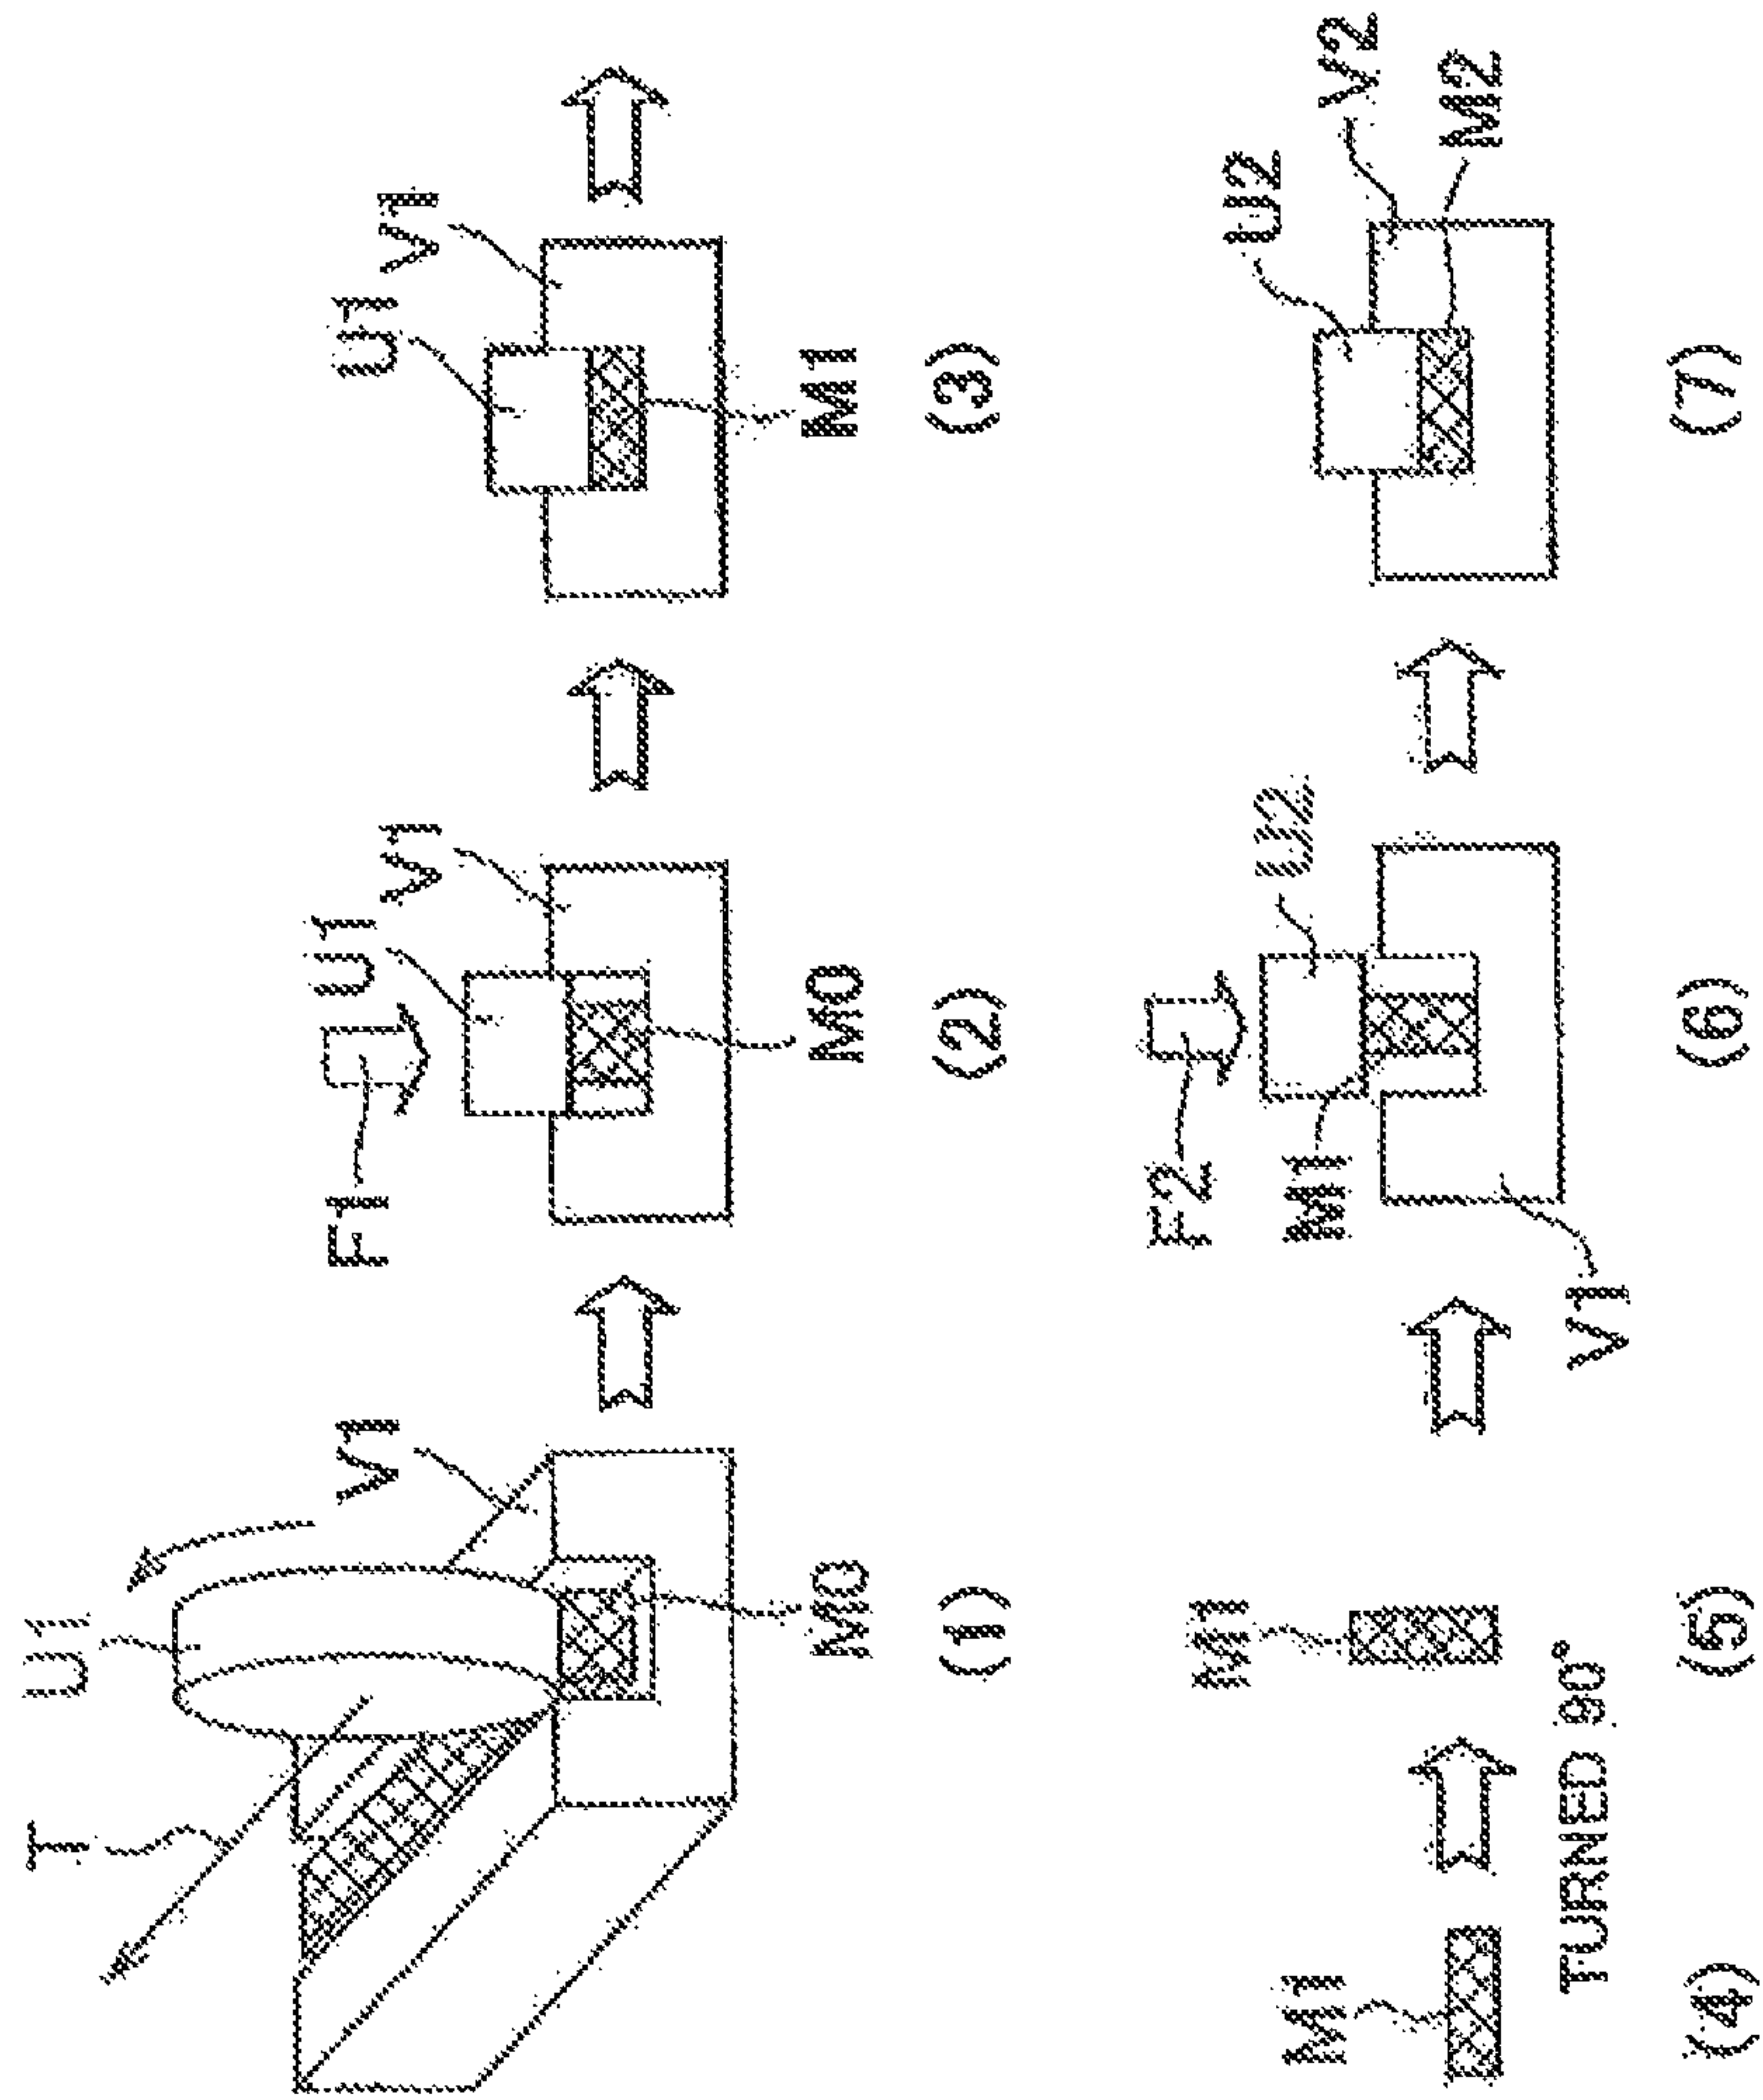 T
U1
V1
M0
(1)
F1
U1
V1
M0
(2)
U1
V1
M1
(3)
M1
(4)
TURNED 90°
M1
(5)
F2
M1
U2
V1
(6)
U2
V2
M2
(7)